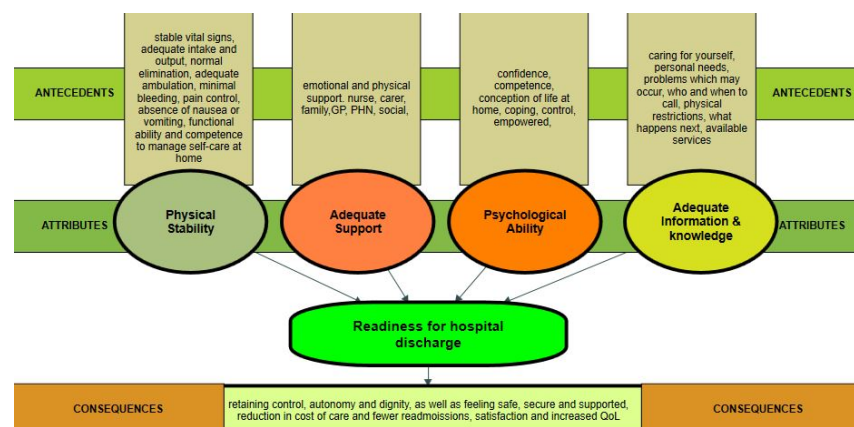 stable vital signs,
adequate intake and
output, normal
elimination, adequate
ambulation, minimal
bleeding, pain control,
absence of nausea or
vomiting, functional
ability and competence
to manage self-care at
home
emotional and physical
support. nurse, carer,
family,GP, PHN, social,
confidence,
competence,
conception of life at
home, coping, control,
empowered,
caring for yourself,
personal needs,
problems which may
occur, who and when to
call, physical
restrictions, what
happens next, available
services
ANTECEDENTS
ANTECEDENTS
ATTRIBUTES
Physical
Stability
Adequate
Support
Psychological
Ability
Adequate
Information &
knowledge
ATTRIBUTES
Readiness for hospital
discharge
CONSEQUENCES
retaining control, autonomy and dignity, as well as feeling safe, secure and supported,
reduction in cost of care and fewer readmoissions, satisfaction and increased QoL
CONSEQUENCES